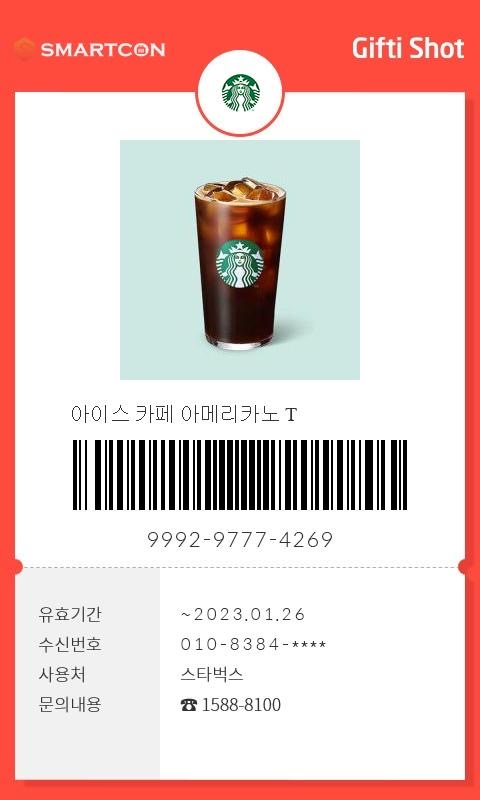 SMARTCON
Gifti Shot
아이스 카페 아메리카노 T
9992-9777-4269
유효기간 ~2023.01.26
수신번호 010-8384-****
사용처 스타벅스
문의내용 ☎ 1588-8100